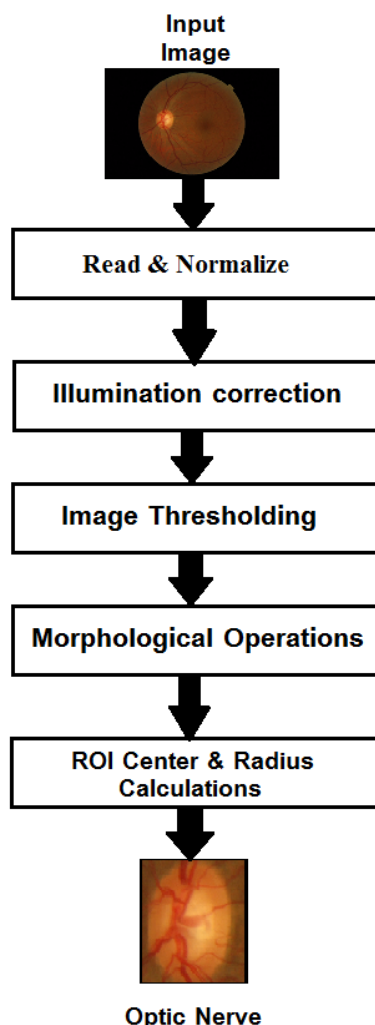 Input
Image
Read & Normalize
Illumination correction
Image Thresholding
Morphological Operations
ROI Center & Radius
Calculations
Optic Nerve